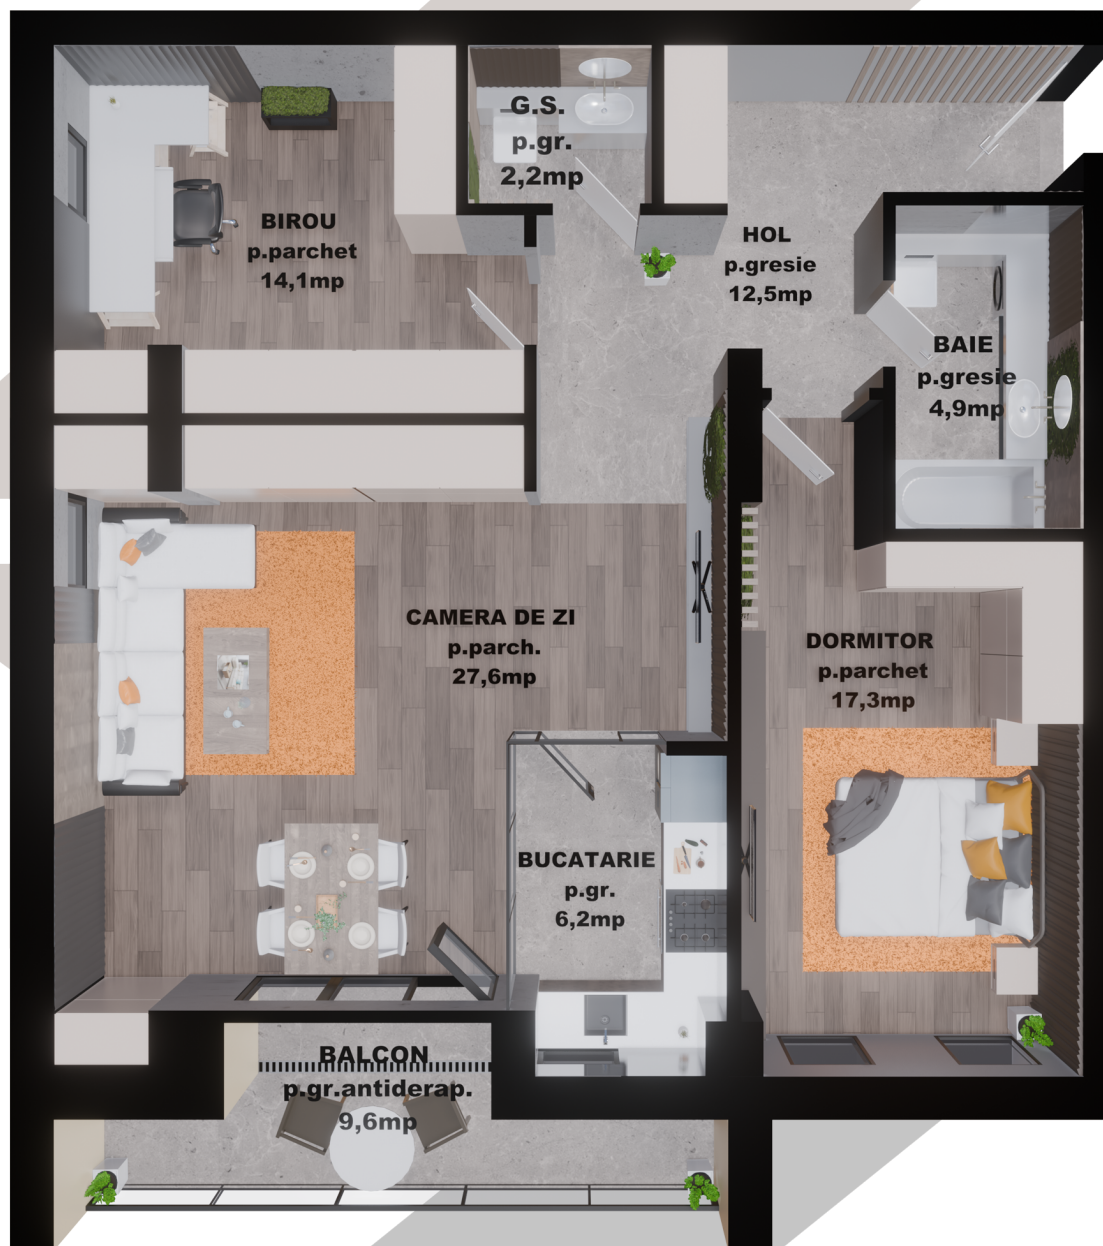 G.S.
p.gr.
2,2mp
BIROU
p.parchet
14,1mp
HOL
p.gresie
12,5mp
BAIE
p.gresie
4,9mp
CAMERA DE ZI
p.parch.
27,6mp
DORMITOR
p.parchet
17,3mp
BUCATARIE
p.gr.
6,2mp
BALCON
p.gr.antiderap.
9,6mp